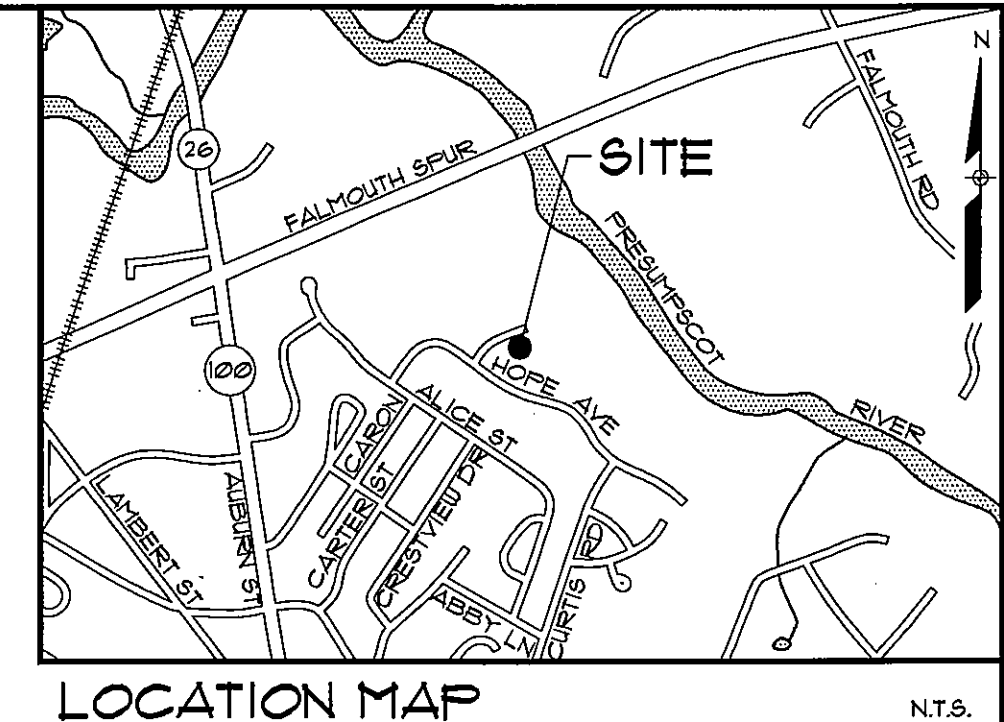 N
FALMOUTH RD
26
SITE
FALMOUTH SPUR
PRESUMPSCOT
RIVER
100
HOPE AVE
ALICE ST
CARON
CARTER ST
CRESTVIEW DR
LAMBERT ST
AUBURN ST
ABBY LN
CURTIS RD
LOCATION MAP
N.T.S.